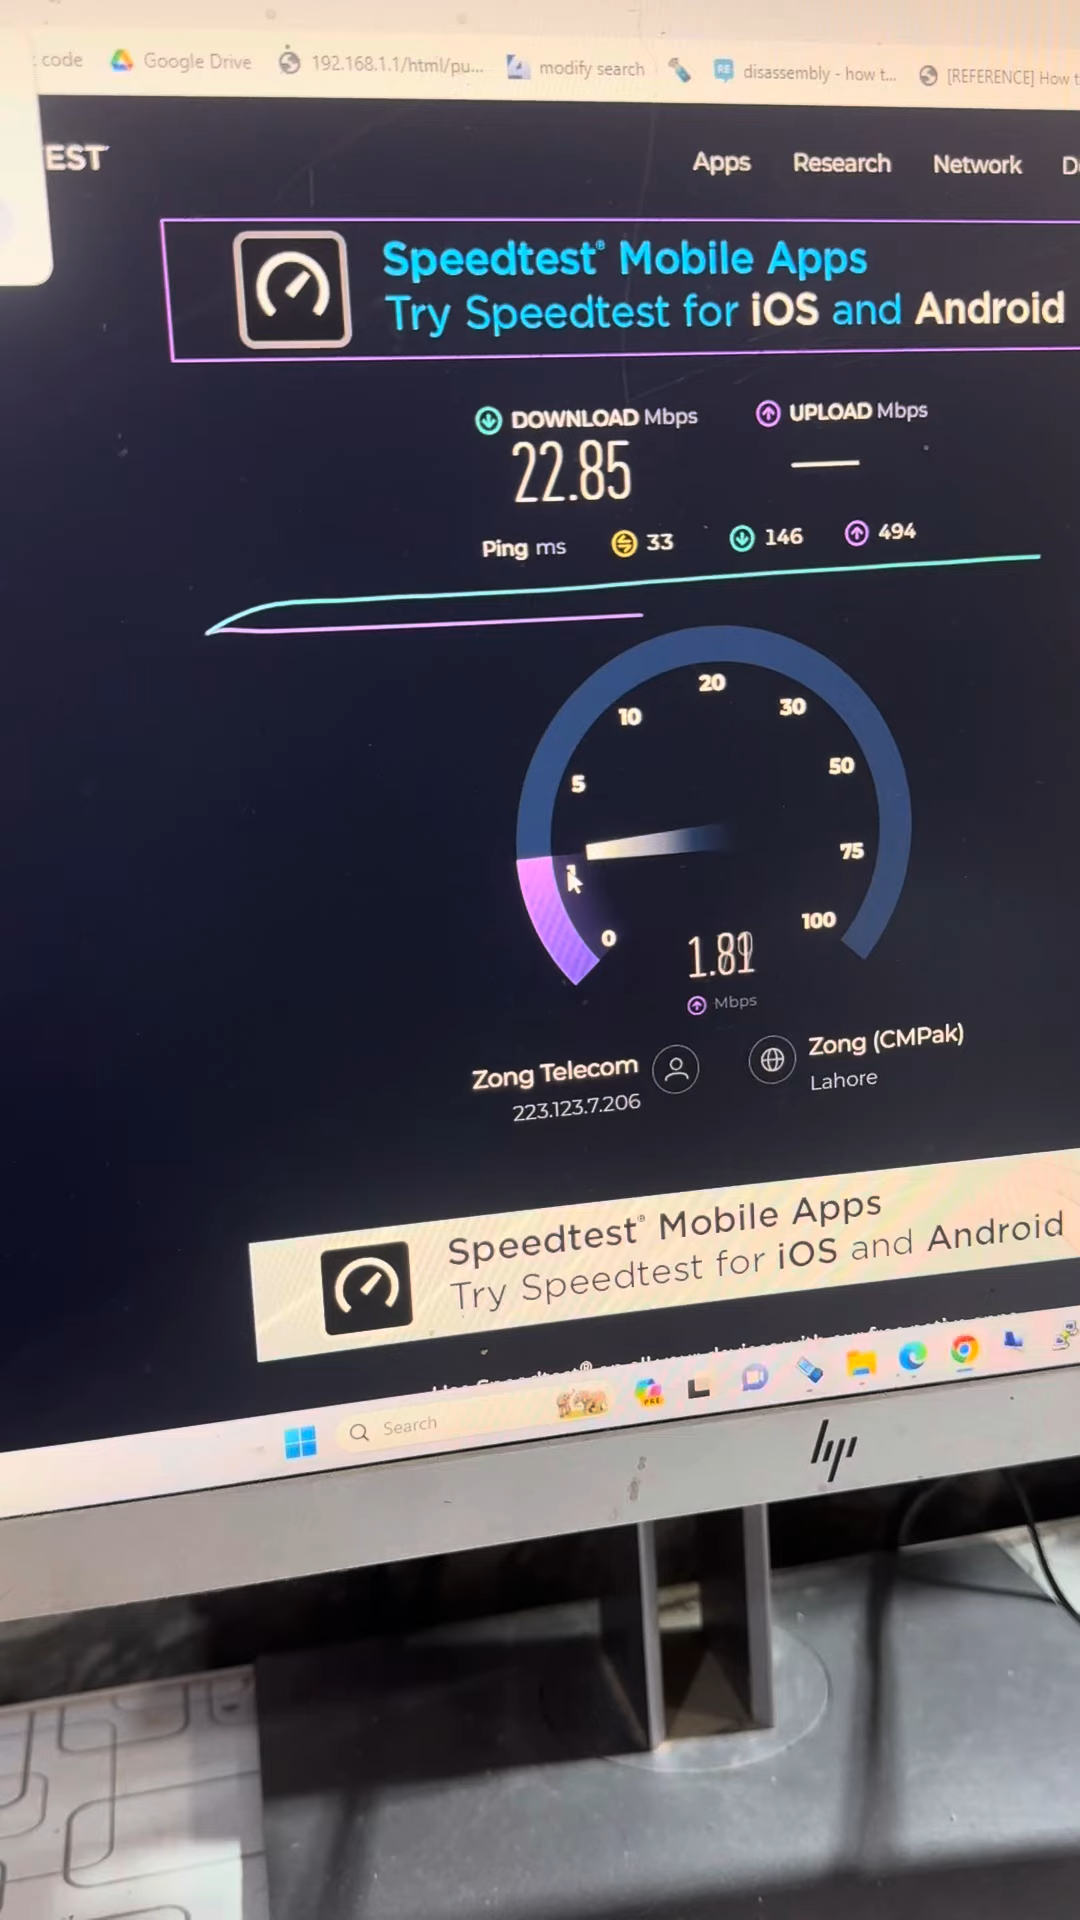 code Google Drive 192.168.1.1/html/pu... modify search RE disassembly - how t... [REFERENCE] How t
EST Apps Research Network
Speedtest® Mobile Apps
Try Speedtest for iOS and Android
DOWNLOAD Mbps UPLOAD Mbps
22.85
Ping ms 33 146 494
20
10 30
5 50
75
0 100
Mbps
Zong Telecom Zong (CMPak)
223.123.7.206 Lahore
Speedtest® Mobile Apps
Try Speedtest for iOS and Android
Search PRE
hp